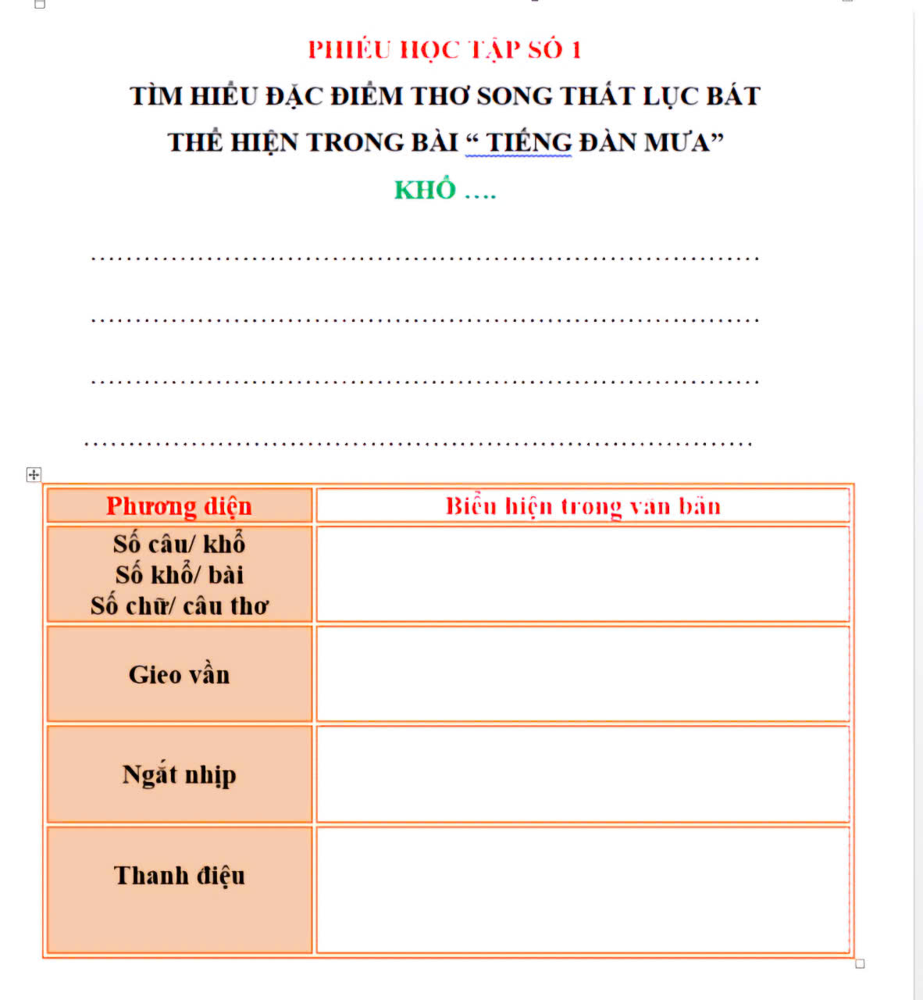 PHIẾU HỌC TẬP SỐ 1
TÌM HIỂU ĐẶC ĐIỂM THƠ SONG THẤT LỤC BÁT
THỂ HIỆN TRONG BÀI “ TIẾNG ĐÀN MƯA”
KHỔ ....
........................................................................
........................................................................
........................................................................
........................................................................
Phương diện
Biểu hiện trong văn bản
Số câu/ khổ
Số khổ/ bài
Số chữ/ câu thơ
Gieo vần
Ngắt nhịp
Thanh điệu